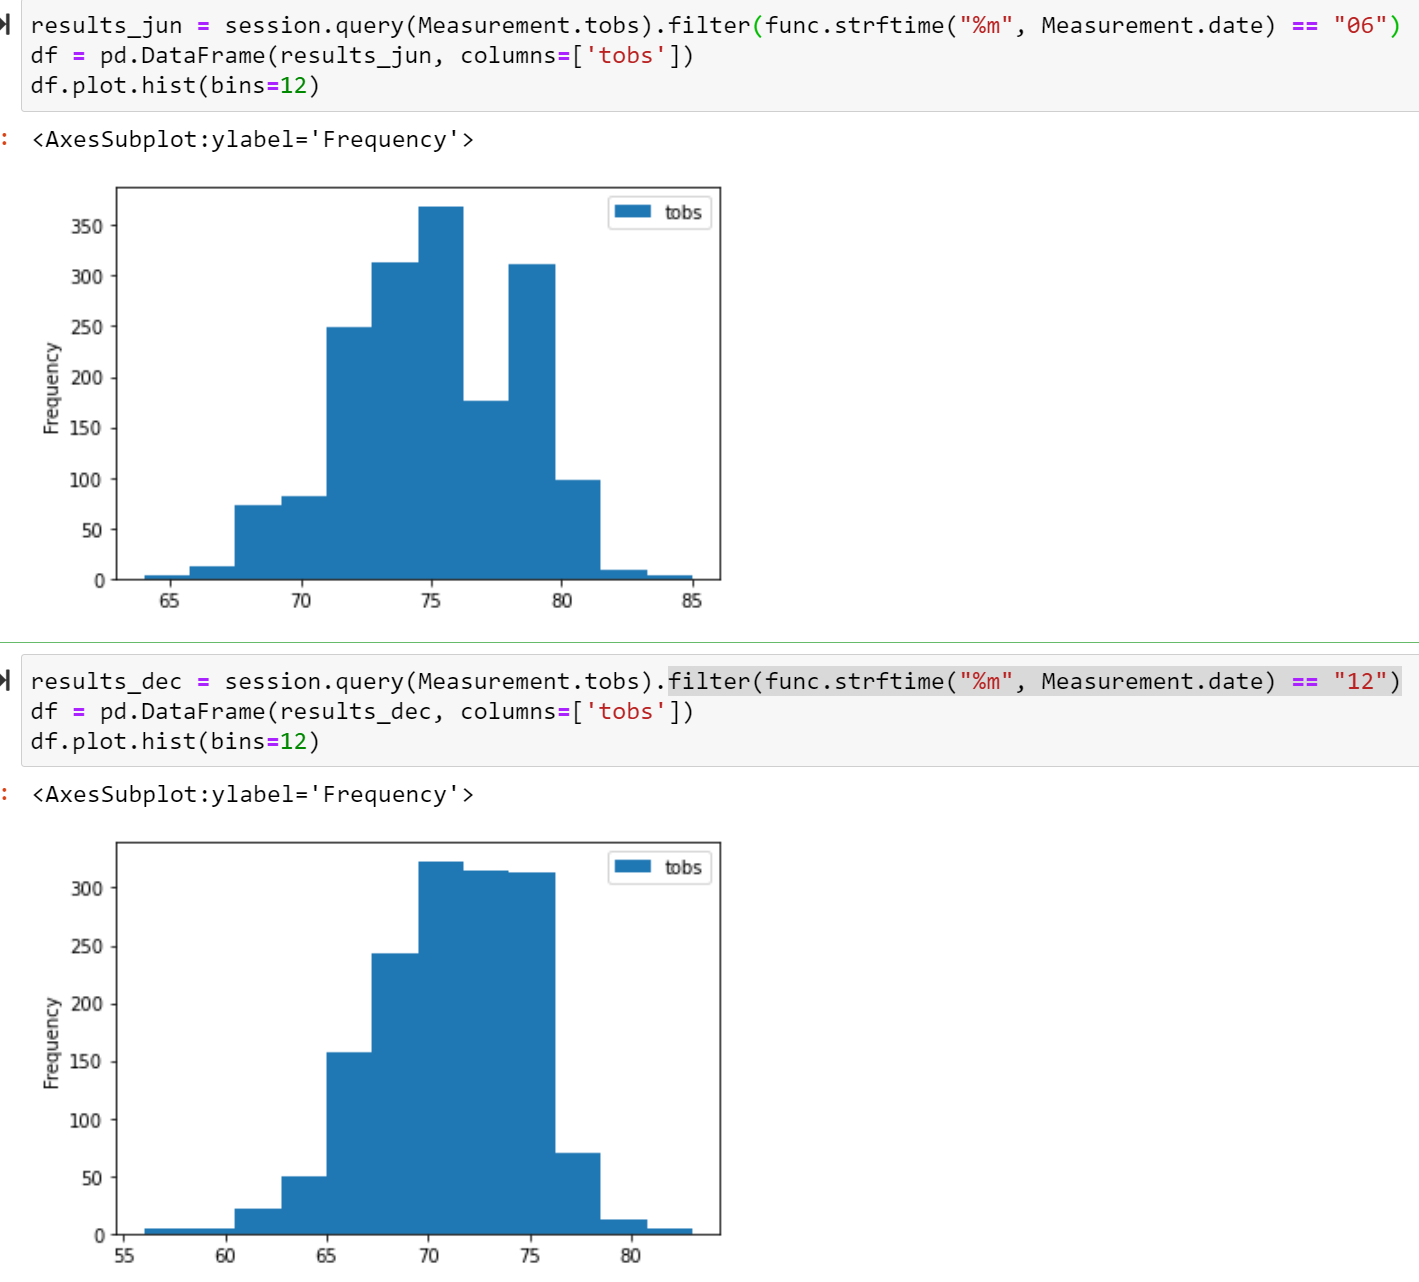 results_jun = session.query(Measurement.tobs).filter(func.strftime("%m", Measurement.date) == "06")
df = pd.DataFrame(results_jun, columns=['tobs'])
df.plot.hist(bins=12)
: <AxesSubplot:ylabel='Frequency'>
tobs
350
300
250
200
150
100
50
0
Frequency
65 70 75 80 85
results_dec = session.query(Measurement.tobs).filter(func.strftime("%m", Measurement.date) == "12")
df = pd.DataFrame(results_dec, columns=['tobs'])
df.plot.hist(bins=12)
: <AxesSubplot:ylabel='Frequency'>
tobs
300
250
200
150
100
50
0
Frequency
55 60 65 70 75 80